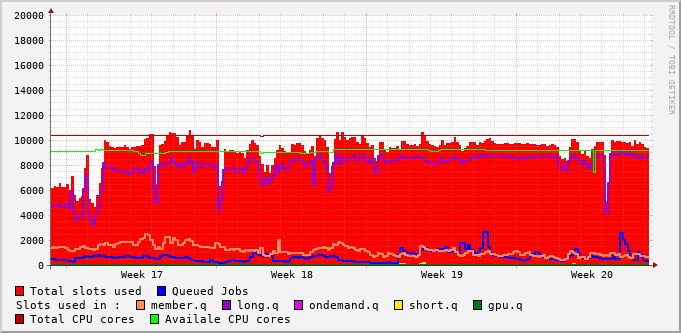 20000
18000
16000
14000
12000
10000
8000
6000
4000
2000
0
Week 17 Week 18 Week 19 Week 20
Total slots used Queued Jobs
Slots used in : member.q long.q ondemand.q short.q gpu.q
Total CPU cores Availale CPU cores
RRDTOOL / TOBI OETIKER